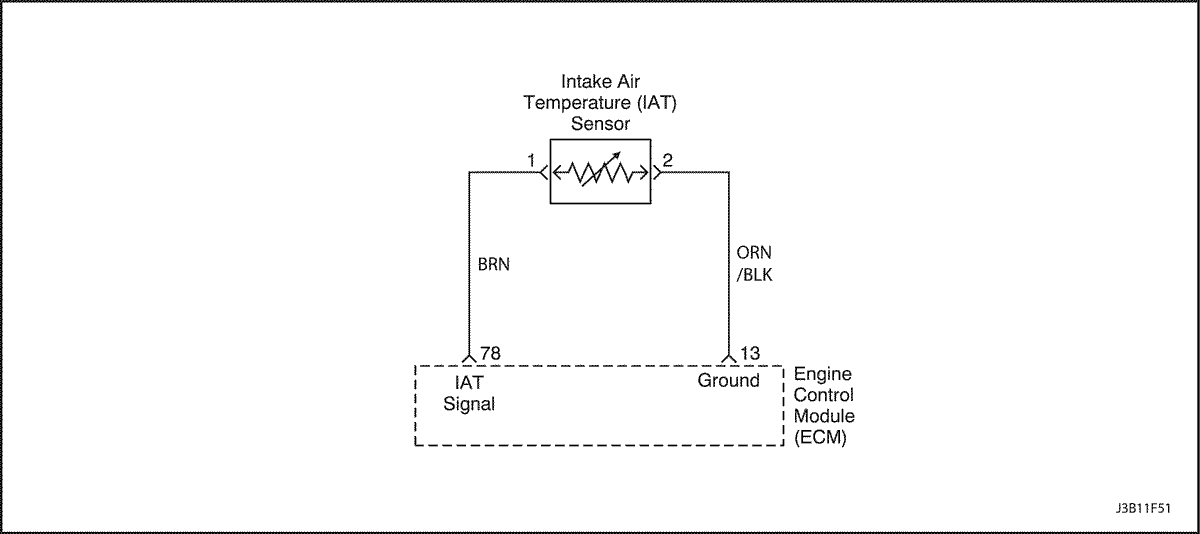 Intake Air
Temperature (IAT)
Sensor
1
2
BRN
ORN
/BLK
78
13
IAT
Signal
Ground
Engine
Control
Module
(ECM)
J3B11F51